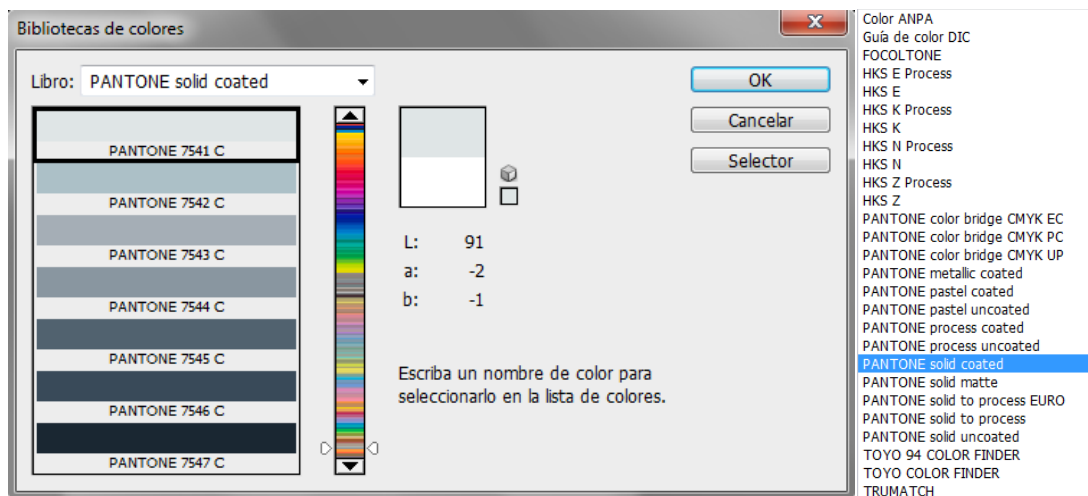 Bibliotecas de colores
Libro: PANTONE solid coated
OK
Cancelar
Selector
PANTONE 7541 C
PANTONE 7542 C
PANTONE 7543 C
PANTONE 7544 C
PANTONE 7545 C
PANTONE 7546 C
PANTONE 7547 C
L: 91
a: -2
b: -1
Escriba un nombre de color para
seleccionarlo en la lista de colores.
Color ANPA
Guía de color DIC
FOCOLTONE
HKS E Process
HKS E
HKS K Process
HKS K
HKS N Process
HKS N
HKS Z Process
HKS Z
PANTONE color bridge CMYK EC
PANTONE color bridge CMYK PC
PANTONE color bridge CMYK UP
PANTONE metallic coated
PANTONE pastel coated
PANTONE pastel uncoated
PANTONE process coated
PANTONE process uncoated
PANTONE solid coated
PANTONE solid matte
PANTONE solid to process EURO
PANTONE solid to process
PANTONE solid uncoated
TOYO 94 COLOR FINDER
TOYO COLOR FINDER
TRUMATCH